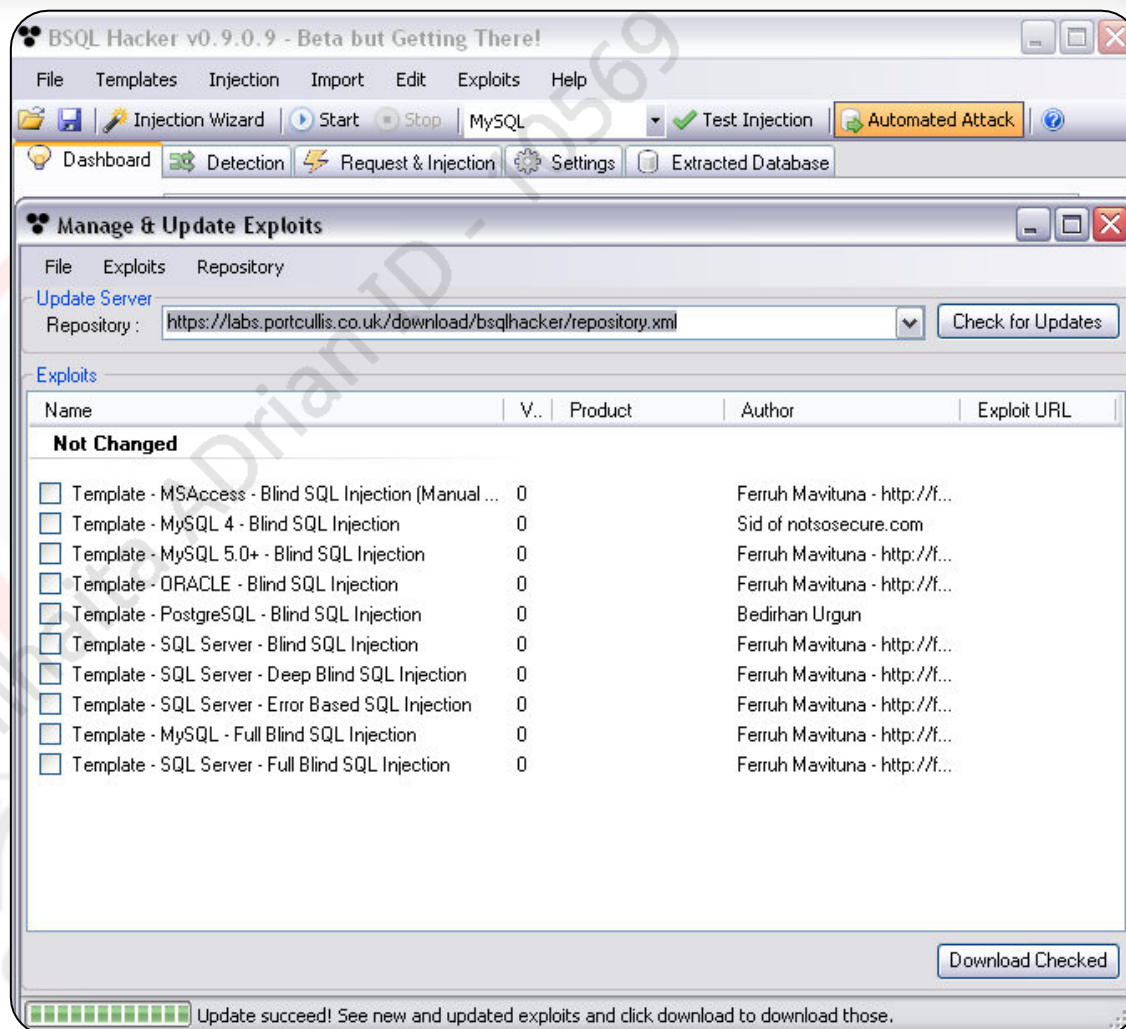 BSQL Hacker v0.9.0.9 - Beta but Getting There!
File Templates Injection Import Edit Exploits Help
Injection Wizard Start Stop MySQL Test Injection Automated Attack
Dashboard Detection Request & Injection Settings Extracted Database
Manage & Update Exploits
File Exploits Repository
Update Server
Repository : https://labs.portcullis.co.uk/download/bsqlhacker/repository.xml Check for Updates
Exploits
Name V.. Product Author Exploit URL
Not Changed
Template - MSAccess - Blind SQL Injection (Manual ... 0 Ferruh Mavituna - http://f...
Template - MySQL 4 - Blind SQL Injection 0 Sid of notsosecure.com
Template - MySQL 5.0+ - Blind SQL Injection 0 Ferruh Mavituna - http://f...
Template - ORACLE - Blind SQL Injection 0 Ferruh Mavituna - http://f...
Template - PostgreSQL - Blind SQL Injection 0 Bedirhan Urgun
Template - SQL Server - Blind SQL Injection 0 Ferruh Mavituna - http://f...
Template - SQL Server - Deep Blind SQL Injection 0 Ferruh Mavituna - http://f...
Template - SQL Server - Error Based SQL Injection 0 Ferruh Mavituna - http://f...
Template - MySQL - Full Blind SQL Injection 0 Ferruh Mavituna - http://f...
Template - SQL Server - Full Blind SQL Injection 0 Ferruh Mavituna - http://f...
Download Checked
Update succeed! See new and updated exploits and click download to download those.
ADrian ID - 10569